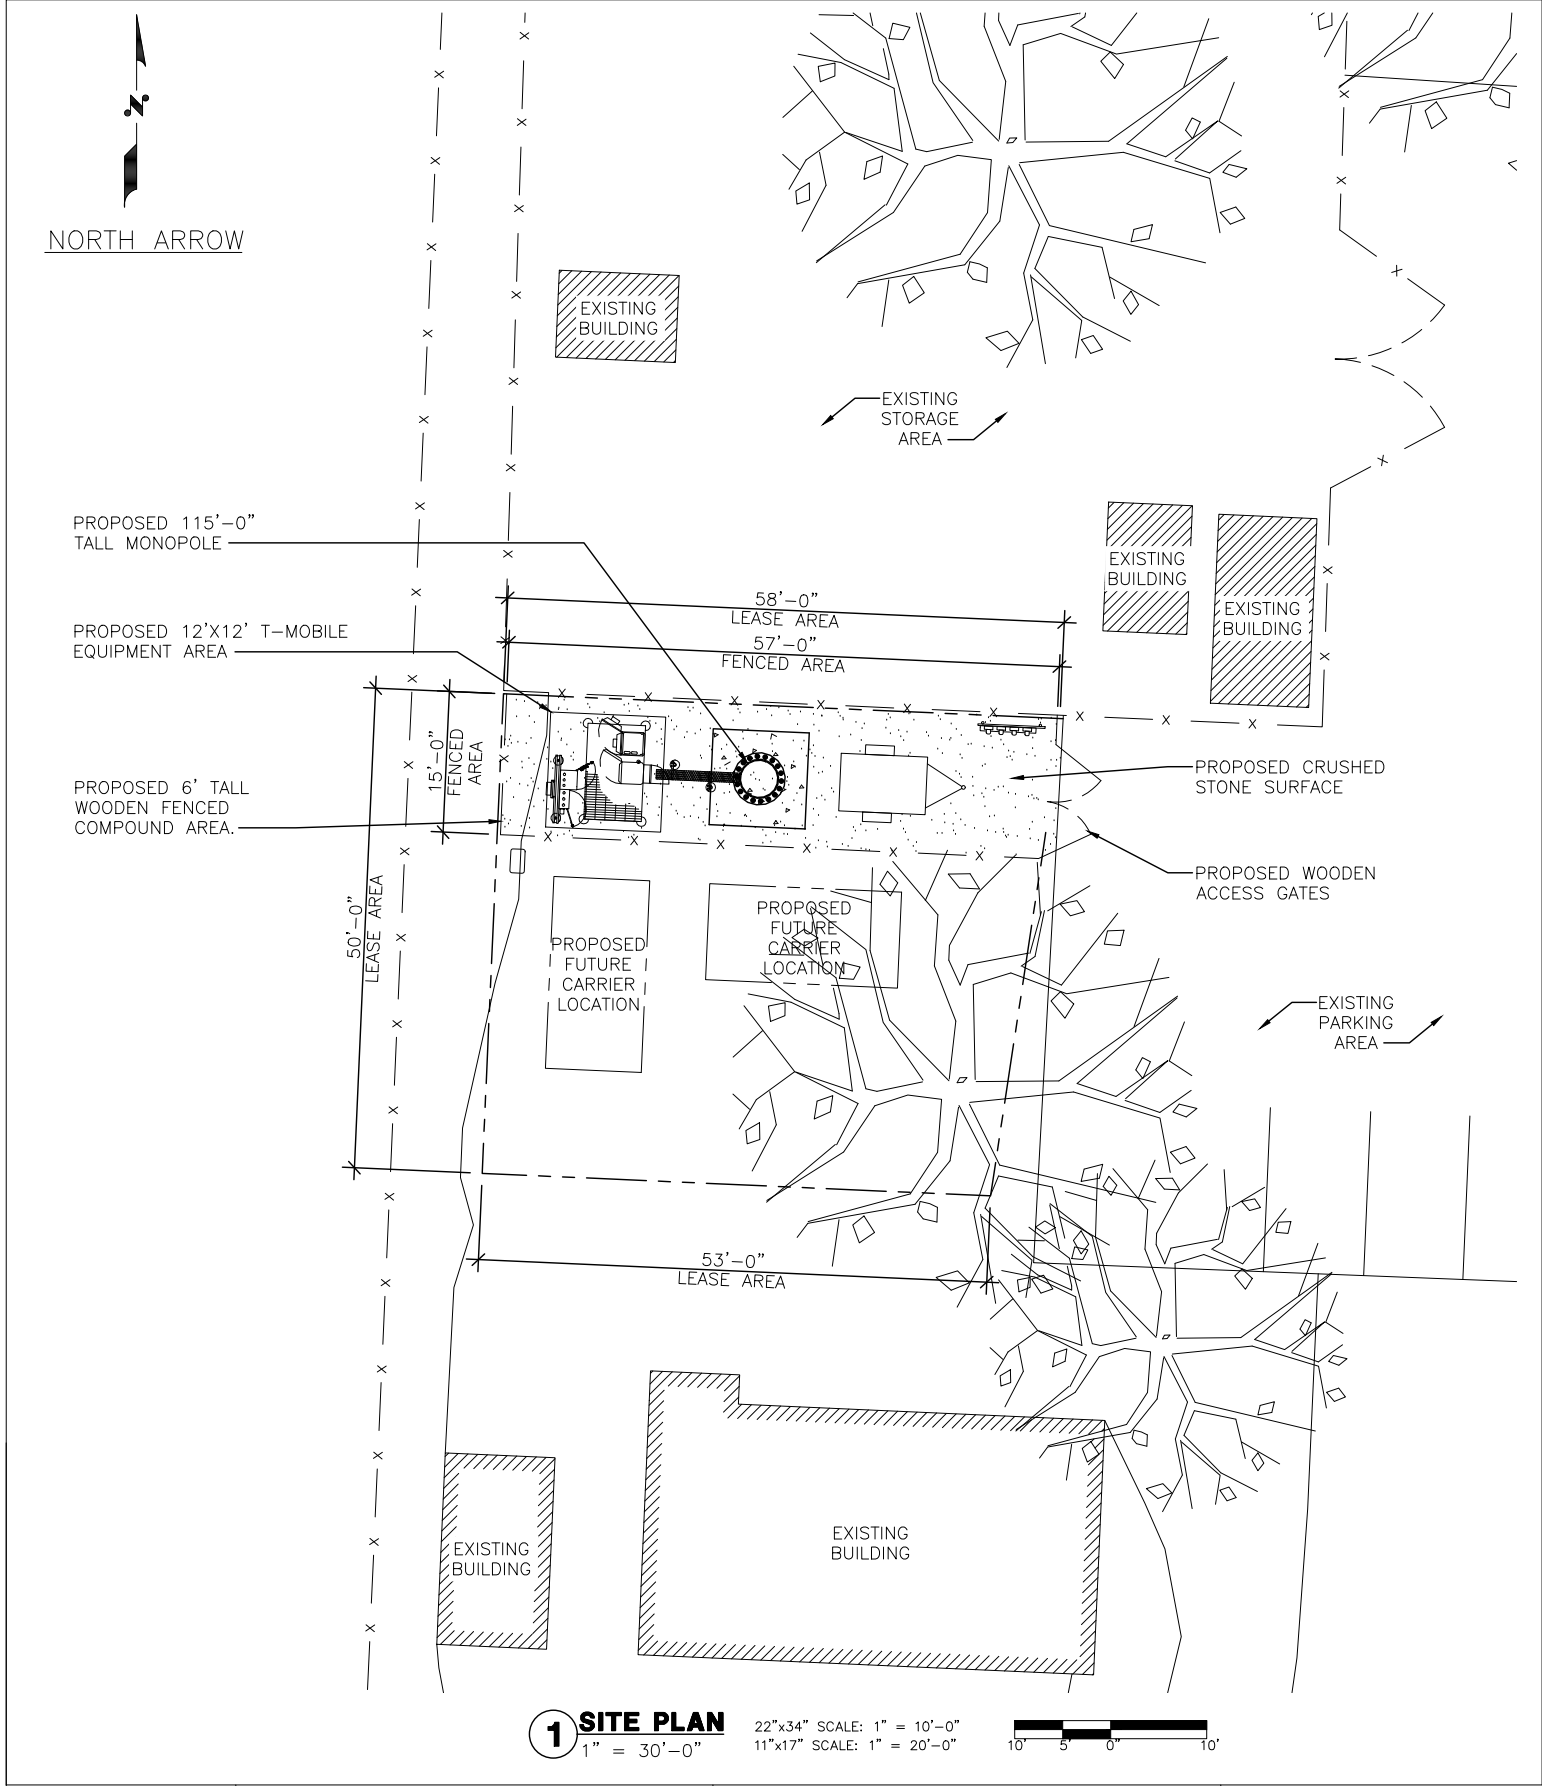 NORTH ARROW
EXISTING
BUILDING
EXISTING
STORAGE
AREA
PROPOSED 115'-0"
TALL MONOPOLE
EXISTING
BUILDING
EXISTING
BUILDING
58'-0"
LEASE AREA
57'-0"
FENCED AREA
PROPOSED 12'X12' T-MOBILE
EQUIPMENT AREA
15'-0"
FENCED
AREA
PROPOSED 6' TALL
WOODEN FENCED
COMPOUND AREA.
PROPOSED CRUSHED
STONE SURFACE
PROPOSED WOODEN
ACCESS GATES
50'-0"
LEASE AREA
PROPOSED
FUTURE
CARRIER
LOCATION
PROPOSED
FUTURE
CARRIER
LOCATION
EXISTING
PARKING
AREA
53'-0"
LEASE AREA
EXISTING
BUILDING
EXISTING
BUILDING
1 SITE PLAN
1" = 30'-0"
22"x34" SCALE: 1" = 10'-0"
11"x17" SCALE: 1" = 20'-0"
10' 5' 0" 10'